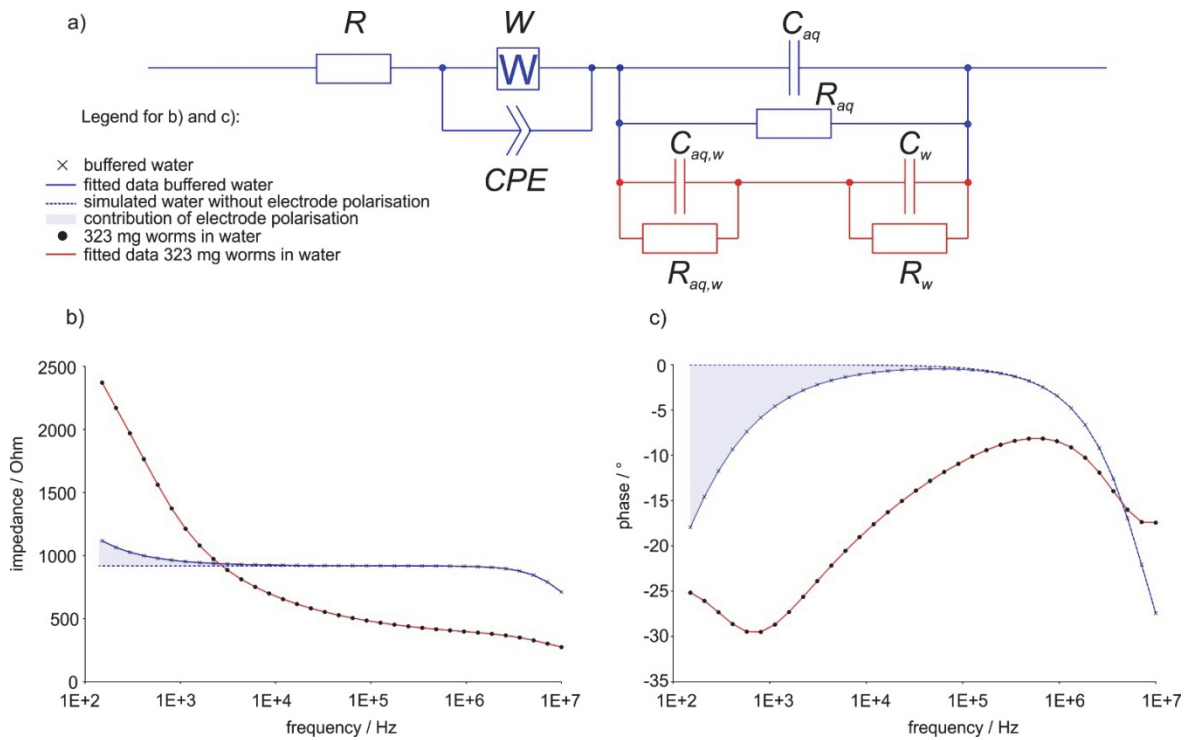 a)
R
W
C_aq
W
R_aq
Legend for b) and c):
C_aq,w
C_w
× buffered water
CPE
fitted data buffered water
simulated water without electrode polarisation
contribution of electrode polarisation
• 323 mg worms in water
fitted data 323 mg worms in water
R_aq,w
R_w
b)
impedance / Ohm
2500
2000
1500
1000
500
0
1E+2
1E+3
1E+4
1E+5
1E+6
1E+7
frequency / Hz
c)
phase / °
0
-5
-10
-15
-20
-25
-30
-35
1E+2
1E+3
1E+4
1E+5
1E+6
1E+7
frequency / Hz